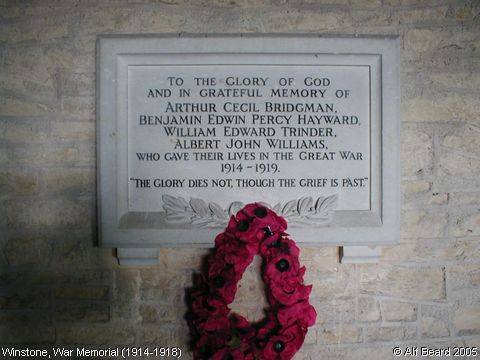 TO THE GLORY OF GOD
AND IN GRATEFUL MEMORY OF
ARTHUR CECIL BRIDGMAN,
BENJAMIN EDWIN PERCY HAYWARD,
WILLIAM EDWARD TRINDER,
ALBERT JOHN WILLIAMS,
WHO GAVE THEIR LIVES IN THE GREAT WAR
1914 - 1919.
"THE GLORY DIES NOT, THOUGH THE GRIEF IS PAST."
Winstone, War Memorial (1914-1918)
© Alf Beard 2005